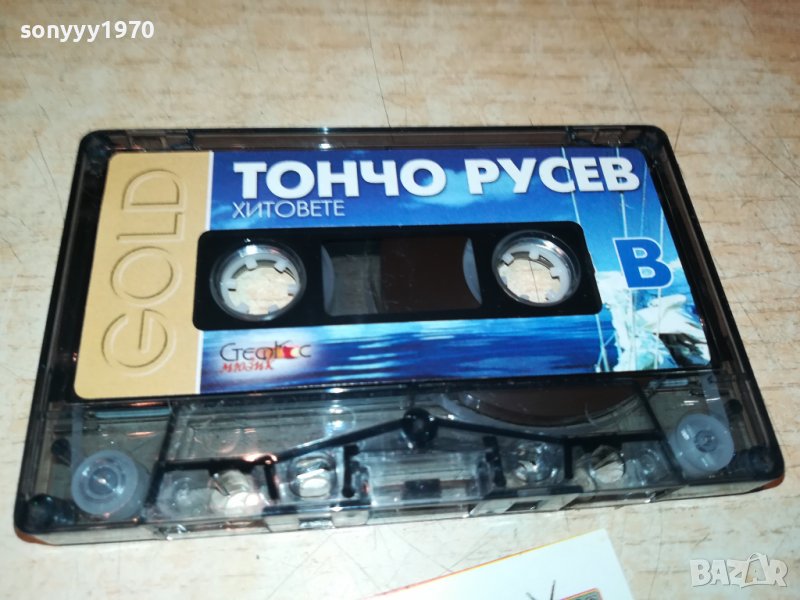 sonyyy1970
GOLD
ТОНЧО РУСЕВ
ХИТОВЕТЕ
B
СтефКос
мюзик
BAZAR